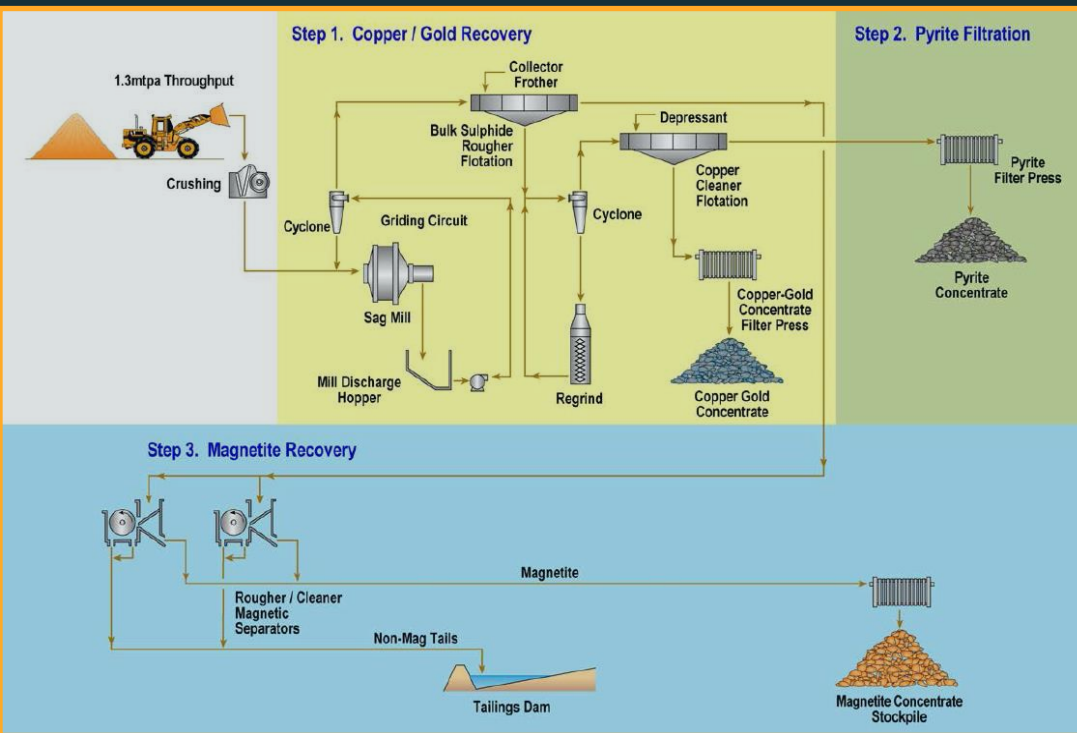 Step 1. Copper / Gold Recovery
Step 2. Pyrite Filtration
1.3mtpa Throughput
Crushing
Collector
Frother
Bulk Sulphide
Rougher
Flotation
Depressant
Copper
Cleaner
Flotation
Pyrite
Filter Press
Cyclone
Griding Circuit
Cyclone
Sag Mill
Mill Discharge
Hopper
Regrind
Copper-Gold
Concentrate
Filter Press
Copper Gold
Concentrate
Pyrite
Concentrate
Step 3. Magnetite Recovery
Magnetite
Rougher / Cleaner
Magnetic
Separators
Non-Mag Tails
Tailings Dam
Magnetite Concentrate
Stockpile